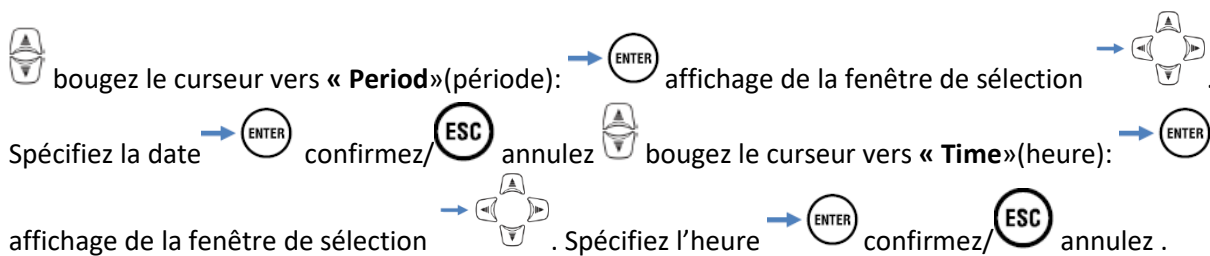 bougez le curseur vers « Period»(période): ENTER affichage de la fenêtre de sélection .
Spécifiez la date ENTER confirmez/ ESC annulez bougez le curseur vers « Time»(heure): ENTER
affichage de la fenêtre de sélection . Spécifiez l’heure ENTER confirmez/ ESC annulez .